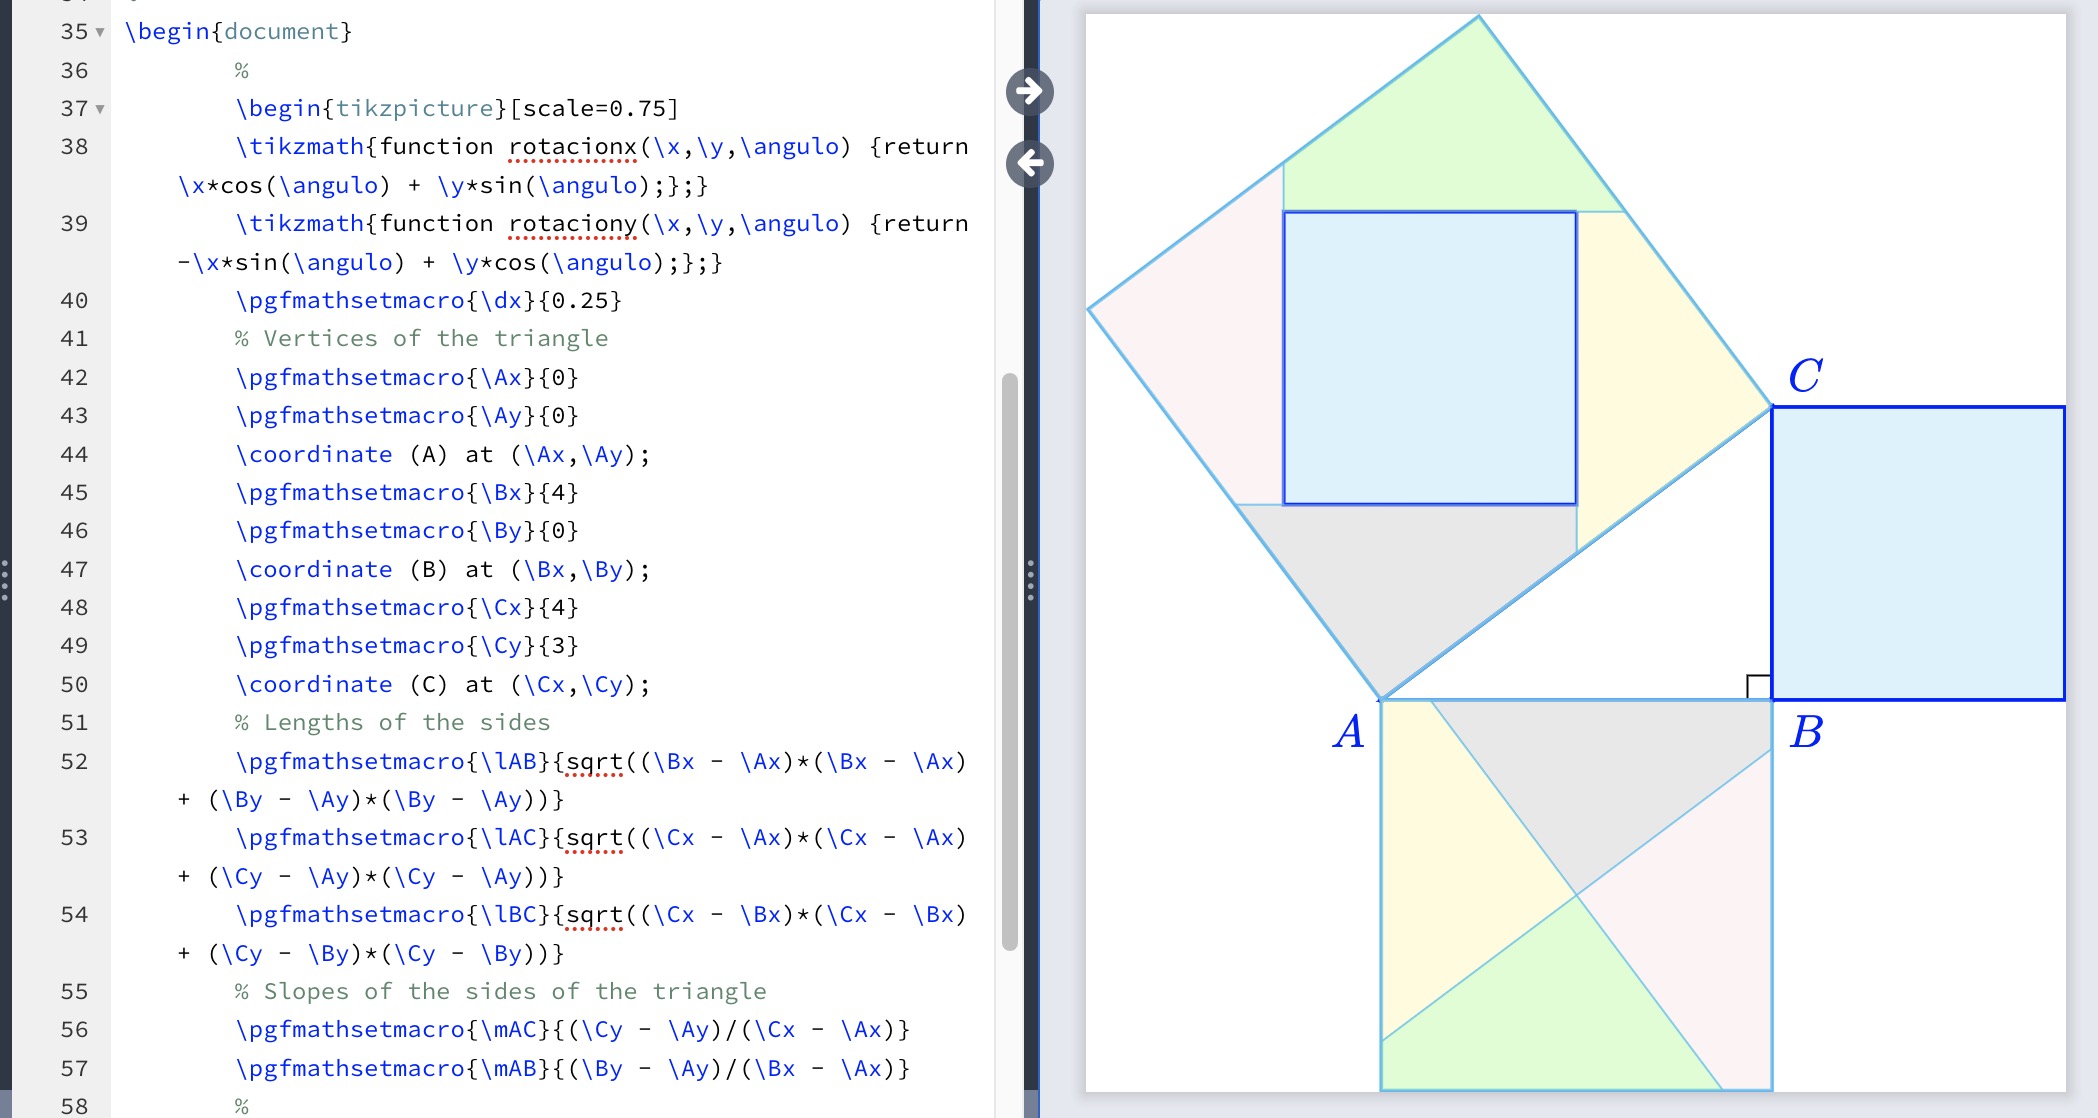 35 \begin{document}
36 %
37 \begin{tikzpicture}[scale=0.75]
38 \tikzmath{function rotacionx(\x,\y,\angulo) {return
\x*cos(\angulo) + \y*sin(\angulo);};}
39 \tikzmath{function rotaciony(\x,\y,\angulo) {return
-\x*sin(\angulo) + \y*cos(\angulo);};}
40 \pgfmathsetmacro{\dx}{0.25}
41 % Vertices of the triangle
42 \pgfmathsetmacro{\Ax}{0}
43 \pgfmathsetmacro{\Ay}{0}
44 \coordinate (A) at (\Ax,\Ay);
45 \pgfmathsetmacro{\Bx}{4}
46 \pgfmathsetmacro{\By}{0}
47 \coordinate (B) at (\Bx,\By);
48 \pgfmathsetmacro{\Cx}{4}
49 \pgfmathsetmacro{\Cy}{3}
50 \coordinate (C) at (\Cx,\Cy);
51 % Lengths of the sides
52 \pgfmathsetmacro{\lAB}{sqrt((\Bx - \Ax)*(\Bx - \Ax)
+ (\By - \Ay)*(\By - \Ay))}
53 \pgfmathsetmacro{\lAC}{sqrt((\Cx - \Ax)*(\Cx - \Ax)
+ (\Cy - \Ay)*(\Cy - \Ay))}
54 \pgfmathsetmacro{\lBC}{sqrt((\Cx - \Bx)*(\Cx - \Bx)
+ (\Cy - \By)*(\Cy - \By))}
55 % Slopes of the sides of the triangle
56 \pgfmathsetmacro{\mAC}{(\Cy - \Ay)/(\Cx - \Ax)}
57 \pgfmathsetmacro{\mAB}{(\By - \Ay)/(\Bx - \Ax)}
58 %
C
A
B